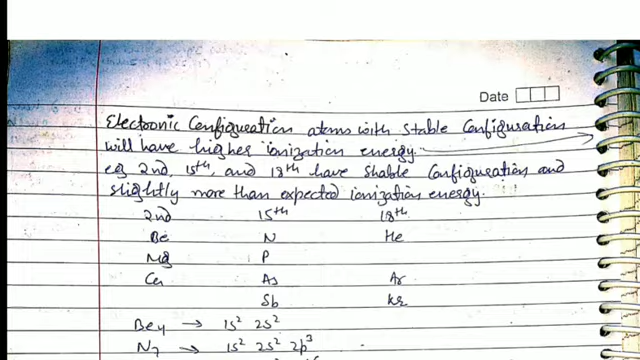 Date
Electronic Configuration atoms with stable Configuration
will have higher ionization energy.
eg 2nd, 15th, and 18th have stable Configuration and
slightly more than expected ionization energy.
2nd 15th 18th
Be N He
Mg P
Ca As Ar
Sb Kr
Be4 → 1s² 2s²
N7 → 1s² 2s² 2p³